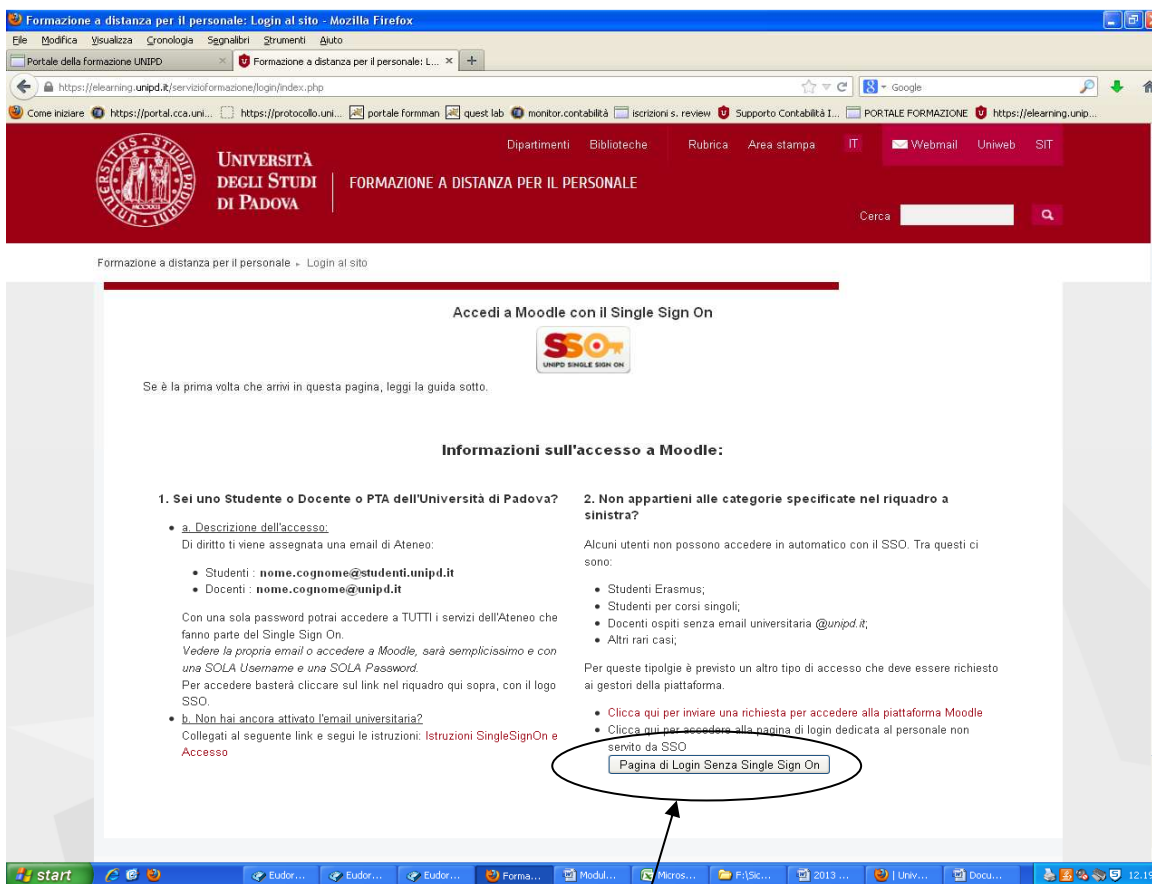 Formazione a distanza per il personale: Login al sito - Mozilla Firefox
File Modifica Visualizza Cronologia Segnalibri Strumenti Aiuto
Portale della formazione UNIPD × Formazione a distanza per il personale: L... × +
https://elearning.unipd.it/servizioformazione/login/index.php Google
Come iniziare https://portal.cca.uni... https://protocollo.uni... portale formman quest lab monitor.contabilità iscrizioni s. review Supporto Contabilità I... PORTALE FORMAZIONE https://elearning.unip...
Dipartimenti Biblioteche Rubrica Area stampa IT Webmail Uniweb SIT
UNIVERSITÀ
DEGLI STUDI
DI PADOVA
FORMAZIONE A DISTANZA PER IL PERSONALE
Cerca
Formazione a distanza per il personale ► Login al sito
Accedi a Moodle con il Single Sign On
SSO
UNIPD SINGLE SIGN ON
Se è la prima volta che arrivi in questa pagina, leggi la guida sotto.
Informazioni sull'accesso a Moodle:
1. Sei uno Studente o Docente o PTA dell'Università di Padova?
• a. Descrizione dell'accesso:
Di diritto ti viene assegnata una email di Ateneo:
• Studenti : nome.cognome@studenti.unipd.it
• Docenti : nome.cognome@unipd.it
Con una sola password potrai accedere a TUTTI i servizi dell'Ateneo che
fanno parte del Single Sign On.
Vedere la propria email o accedere a Moodle, sarà semplicissimo e con
una SOLA Username e una SOLA Password.
Per accedere basterà cliccare sul link nel riquadro qui sopra, con il logo
SSO.
• b. Non hai ancora attivato l'email universitaria?
Collegati al seguente link e segui le istruzioni: Istruzioni SingleSignOn e
Accesso
2. Non appartieni alle categorie specificate nel riquadro a
sinistra?
Alcuni utenti non possono accedere in automatico con il SSO. Tra questi ci
sono:
• Studenti Erasmus;
• Studenti per corsi singoli;
• Docenti ospiti senza email universitaria @unipd.it;
• Altri rari casi;
Per queste tipolgie è previsto un altro tipo di accesso che deve essere richiesto
ai gestori della piattaforma.
• Clicca qui per inviare una richiesta per accedere alla piattaforma Moodle
• Clicca qui per accedere alla pagina di login dedicata al personale non
servito da SSO
Pagina di Login Senza Single Sign On
start Eudor... Eudor... Eudor... Forma... Modul... Micros... F:\Sic... 2013 ... | Univ... Docu... 12.19